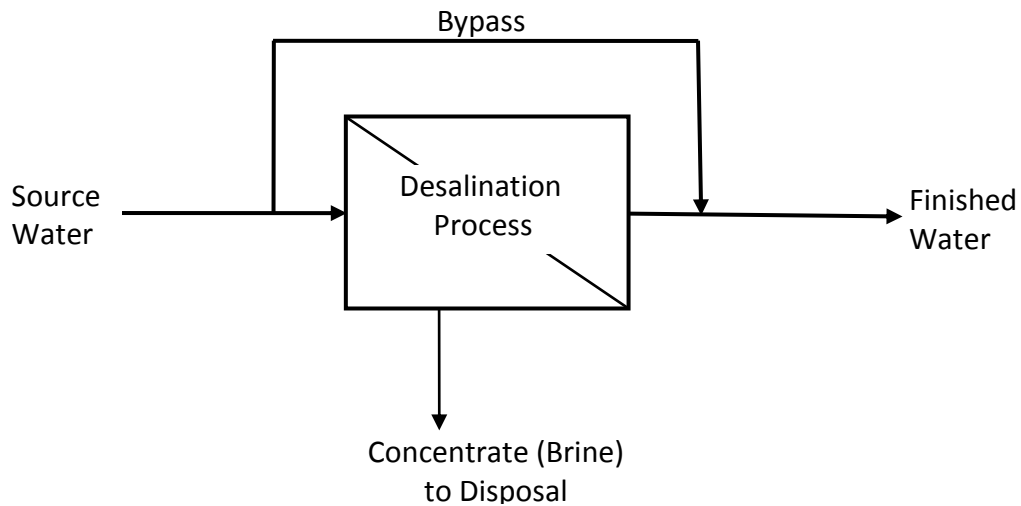 Bypass
Source
Water
Desalination
Process
Finished
Water
Concentrate (Brine)
to Disposal